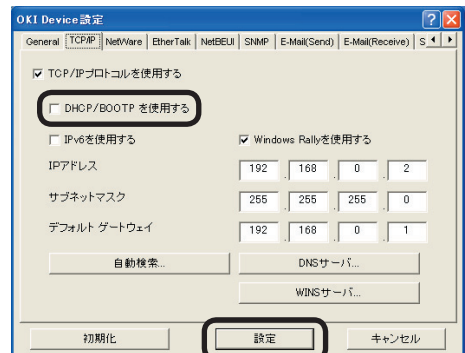 OKI Device設定
General TCP/IP NetWare EtherTalk NetBEUI SNMP E-Mail(Send) E-Mail(Receive) S
TCP/IPプロトコルを使用する
DHCP/BOOTP を使用する
IPv6を使用する Windows Rallyを使用する
IPアドレス 192 . 168 . 0 . 2
サブネットマスク 255 . 255 . 255 . 0
デフォルト ゲートウェイ 192 . 168 . 0 . 1
自動検索... DNSサーバ...
WINSサーバ...
初期化 設定 キャンセル